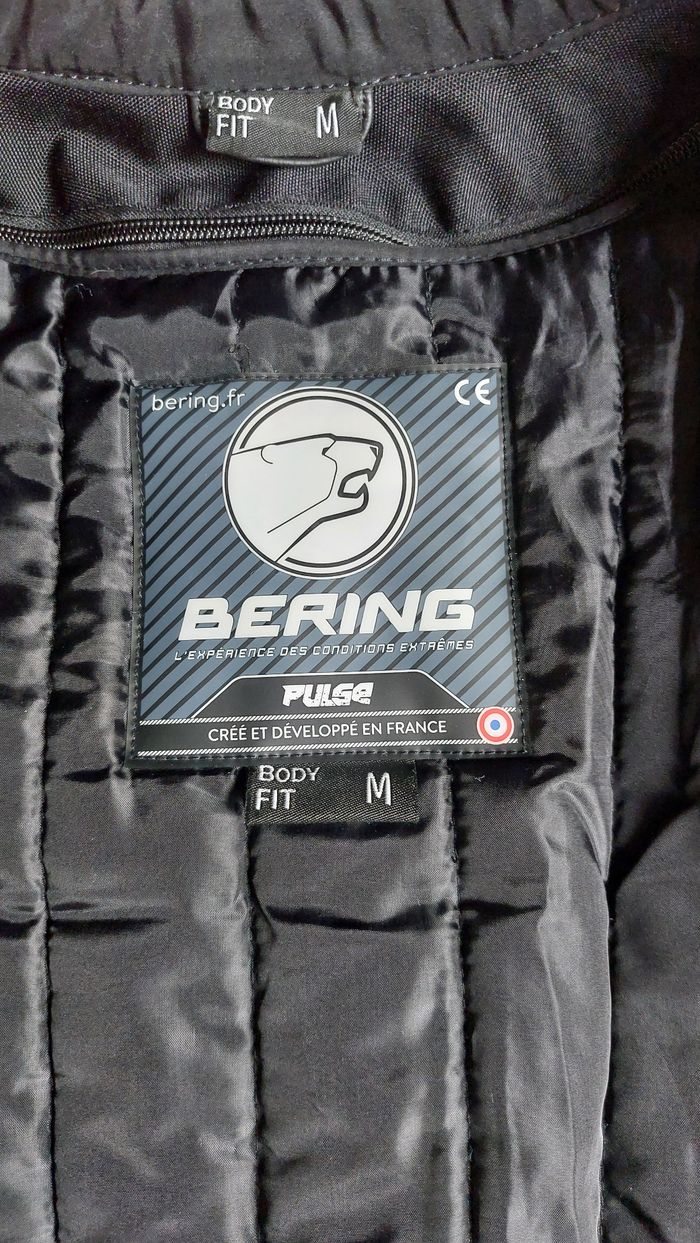 BODY
FIT M
bering.fr CE
BERING
L'EXPÉRIENCE DES CONDITIONS EXTRÊMES
PULSE
CRÉÉ ET DÉVELOPPÉ EN FRANCE
BODY
FIT M